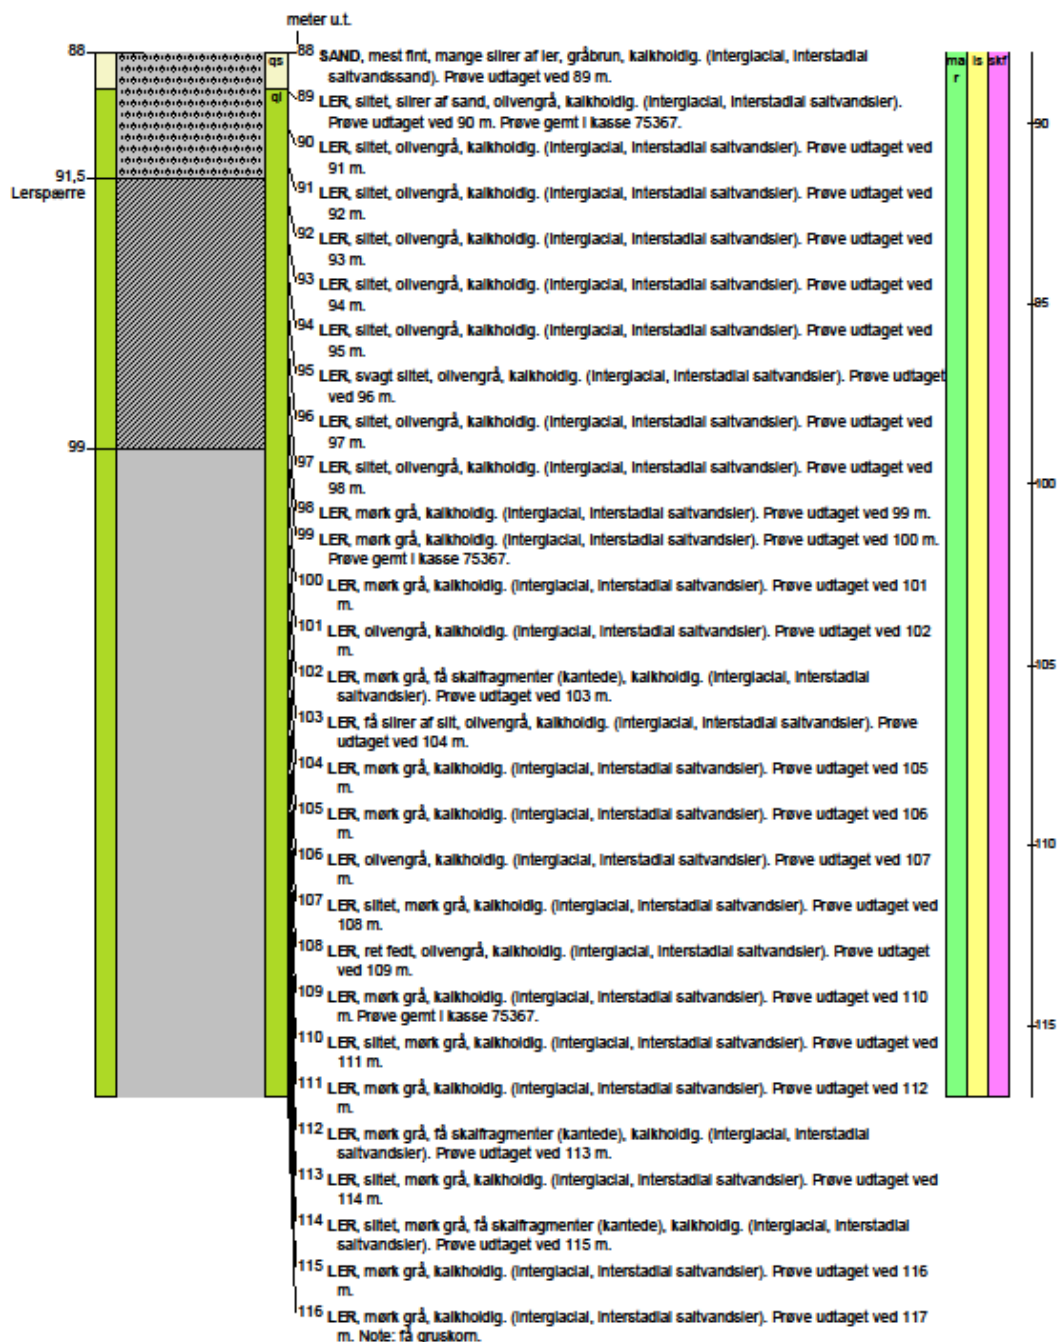 meter u.t.
88
88 SAND, mest fint, mange slirer af ler, gråbrun, kalkholdig. (interglacial, interstadial
saltvandssand). Prøve udtaget ved 89 m.
qs
ql
mar
is
skf
89 LER, siltet, slirer af sand, olivengrå, kalkholdig. (interglacial, interstadial saltvandsler).
Prøve udtaget ved 90 m. Prøve gemt i kasse 75367.
90
90 LER, siltet, olivengrå, kalkholdig. (interglacial, interstadial saltvandsler). Prøve udtaget ved
91 m.
91,5
Lerspærre
91 LER, siltet, olivengrå, kalkholdig. (interglacial, interstadial saltvandsler). Prøve udtaget ved
92 m.
92 LER, siltet, olivengrå, kalkholdig. (interglacial, interstadial saltvandsler). Prøve udtaget ved
93 m.
93 LER, siltet, olivengrå, kalkholdig. (interglacial, interstadial saltvandsler). Prøve udtaget ved
94 m.
95
94 LER, siltet, olivengrå, kalkholdig. (interglacial, interstadial saltvandsler). Prøve udtaget ved
95 m.
95 LER, svagt siltet, olivengrå, kalkholdig. (interglacial, interstadial saltvandsler). Prøve udtaget
ved 96 m.
96 LER, siltet, olivengrå, kalkholdig. (interglacial, interstadial saltvandsler). Prøve udtaget ved
97 m.
99
97 LER, siltet, olivengrå, kalkholdig. (interglacial, interstadial saltvandsler). Prøve udtaget ved
98 m.
100
98 LER, mørk grå, kalkholdig. (interglacial, interstadial saltvandsler). Prøve udtaget ved 99 m.
99 LER, mørk grå, kalkholdig. (interglacial, interstadial saltvandsler). Prøve udtaget ved 100 m.
Prøve gemt i kasse 75367.
100 LER, mørk grå, kalkholdig. (interglacial, interstadial saltvandsler). Prøve udtaget ved 101
m.
101 LER, olivengrå, kalkholdig. (interglacial, interstadial saltvandsler). Prøve udtaget ved 102
m.
105
102 LER, mørk grå, få skalfragmenter (kantede), kalkholdig. (interglacial, interstadial
saltvandsler). Prøve udtaget ved 103 m.
103 LER, få slirer af silt, olivengrå, kalkholdig. (interglacial, interstadial saltvandsler). Prøve
udtaget ved 104 m.
104 LER, mørk grå, kalkholdig. (interglacial, interstadial saltvandsler). Prøve udtaget ved 105
m.
105 LER, mørk grå, kalkholdig. (interglacial, interstadial saltvandsler). Prøve udtaget ved 106
m.
110
106 LER, olivengrå, kalkholdig. (interglacial, interstadial saltvandsler). Prøve udtaget ved 107
m.
107 LER, siltet, mørk grå, kalkholdig. (interglacial, interstadial saltvandsler). Prøve udtaget ved
108 m.
108 LER, ret fedt, olivengrå, kalkholdig. (interglacial, interstadial saltvandsler). Prøve udtaget
ved 109 m.
109 LER, mørk grå, kalkholdig. (interglacial, interstadial saltvandsler). Prøve udtaget ved 110
m. Prøve gemt i kasse 75367.
115
110 LER, siltet, mørk grå, kalkholdig. (interglacial, interstadial saltvandsler). Prøve udtaget ved
111 m.
111 LER, mørk grå, kalkholdig. (interglacial, interstadial saltvandsler). Prøve udtaget ved 112
m.
112 LER, mørk grå, få skalfragmenter (kantede), kalkholdig. (interglacial, interstadial
saltvandsler). Prøve udtaget ved 113 m.
113 LER, siltet, mørk grå, kalkholdig. (interglacial, interstadial saltvandsler). Prøve udtaget ved
114 m.
114 LER, siltet, mørk grå, få skalfragmenter (kantede), kalkholdig. (interglacial, interstadial
saltvandsler). Prøve udtaget ved 115 m.
115 LER, mørk grå, kalkholdig. (interglacial, interstadial saltvandsler). Prøve udtaget ved 116
m.
116 LER, mørk grå, kalkholdig. (interglacial, interstadial saltvandsler). Prøve udtaget ved 117
m. Note: få gruskorn.